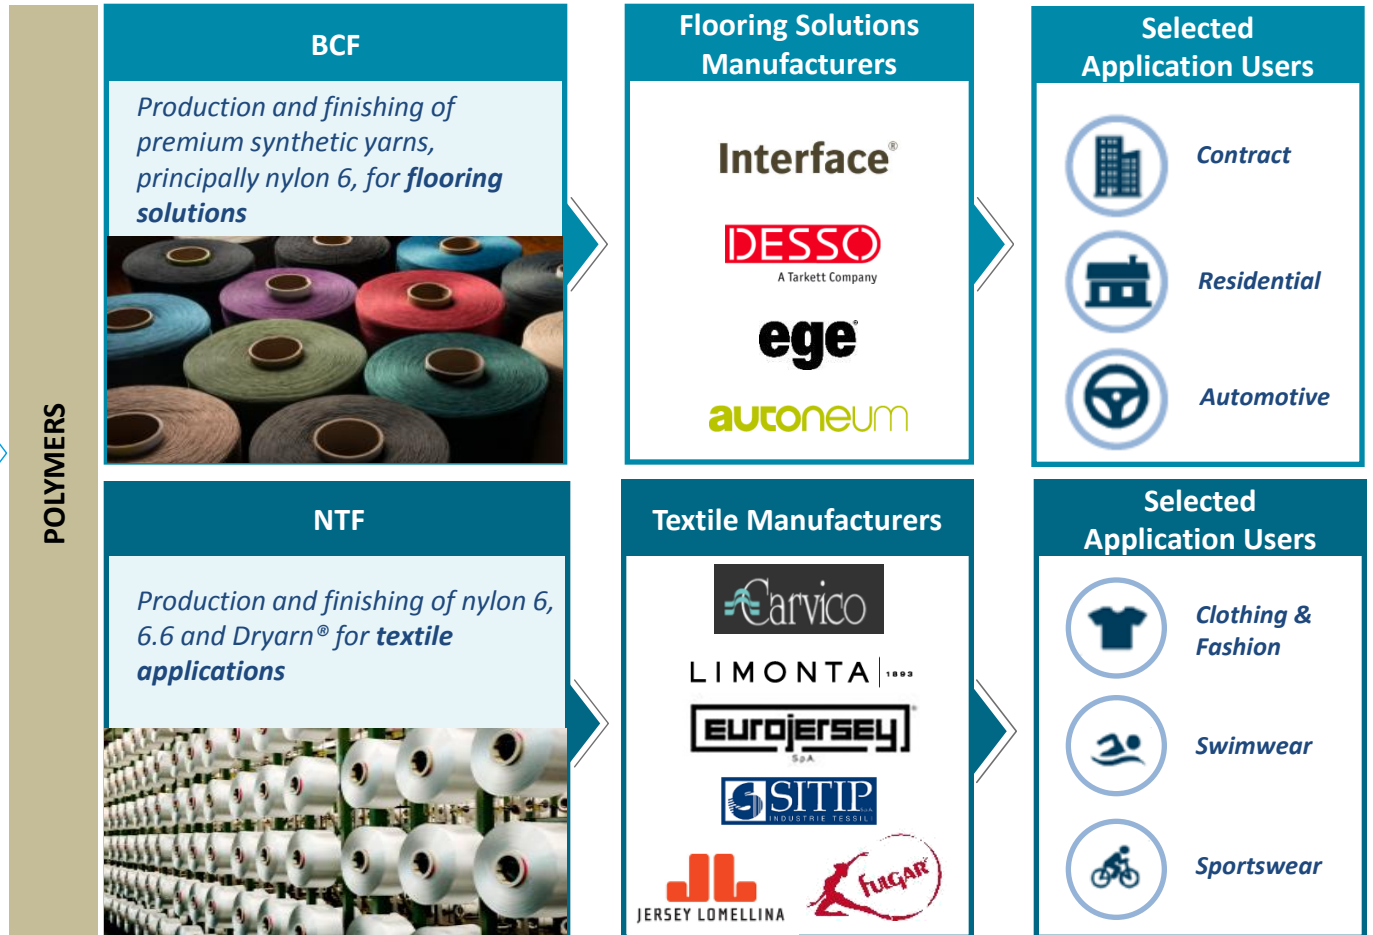 POLYMERS
BCF
Production and finishing of
premium synthetic yarns,
principally nylon 6, for flooring
solutions
Flooring Solutions
Manufacturers
Interface®
DESSO
A Tarkett Company
ege®
autoneum
Selected
Application Users
Contract
Residential
Automotive
NTF
Production and finishing of nylon 6,
6.6 and Dryarn® for textile
applications
Textile Manufacturers
Carvico
LIMONTA 1893
eurojersey®
S.p.A.
SITIP S.p.A.
INDUSTRIE TESSILI
JL
JERSEY LOMELLINA
FULGAR®
Selected
Application Users
Clothing &
Fashion
Swimwear
Sportswear